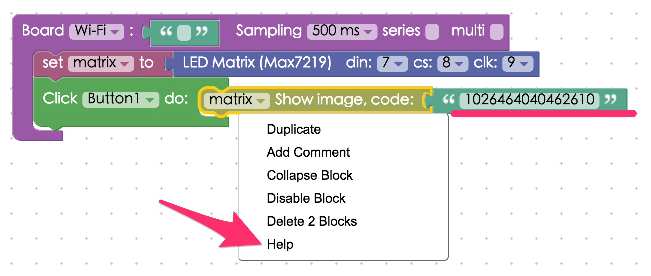 Board Wi-Fi : “ ” Sampling 500 ms series multi
set matrix to LED Matrix (Max7219) din: 7 cs: 8 clk: 9
Click Button1 do: matrix Show image, code: “ 1026464040462610 ”
Duplicate
Add Comment
Collapse Block
Disable Block
Delete 2 Blocks
Help